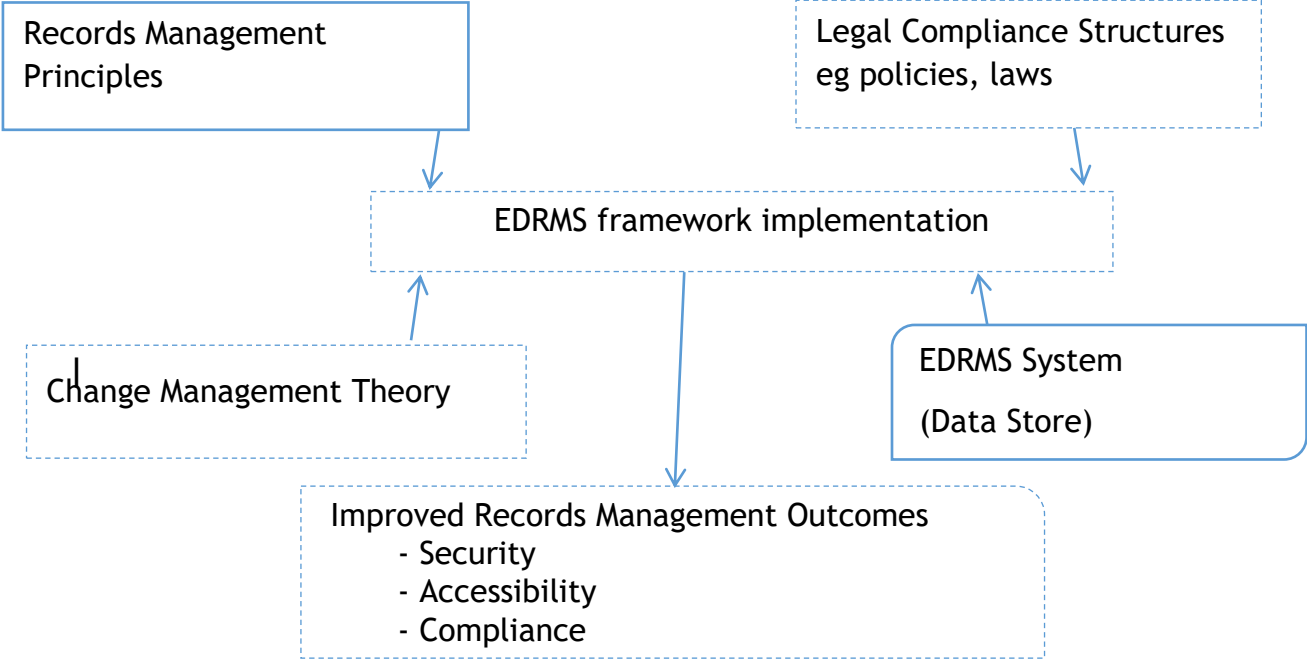 Records Management
Principles
Legal Compliance Structures
eg policies, laws
EDRMS framework implementation
Change Management Theory
EDRMS System
(Data Store)
Improved Records Management Outcomes
- Security
- Accessibility
- Compliance